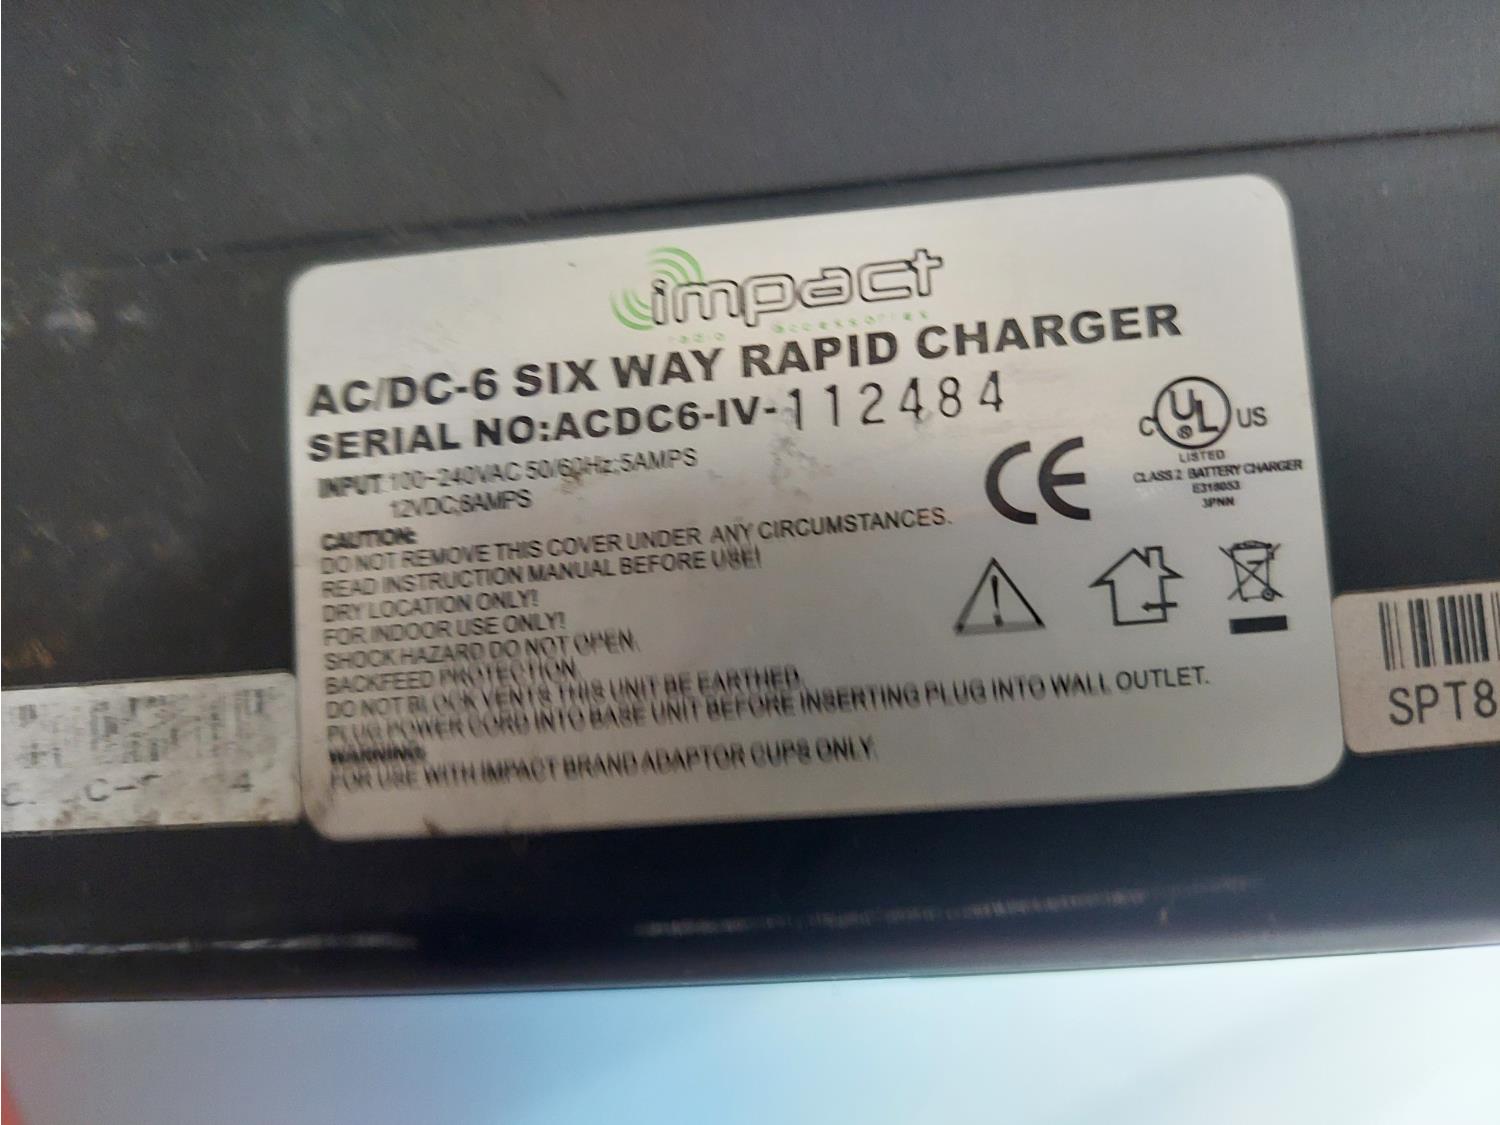 impact
radio accessories
AC/DC-6 SIX WAY RAPID CHARGER
SERIAL NO:ACDC6-IV-112484
INPUT:100~240VAC 50/60Hz;5AMPS
12VDC;8AMPS
CAUTION:
DO NOT REMOVE THIS COVER UNDER ANY CIRCUMSTANCES.
READ INSTRUCTION MANUAL BEFORE USE!
DRY LOCATION ONLY!
FOR INDOOR USE ONLY!
SHOCK HAZARD DO NOT OPEN.
BACKFEED PROTECTION.
DO NOT BLOCK VENTS THIS UNIT BE EARTHED.
PLUG POWER CORD INTO BASE UNIT BEFORE INSERTING PLUG INTO WALL OUTLET.
WARNING:
FOR USE WITH IMPACT BRAND ADAPTOR CUPS ONLY.
CE
C UL US
LISTED
CLASS 2 BATTERY CHARGER
E318053
3PNN
SPT8